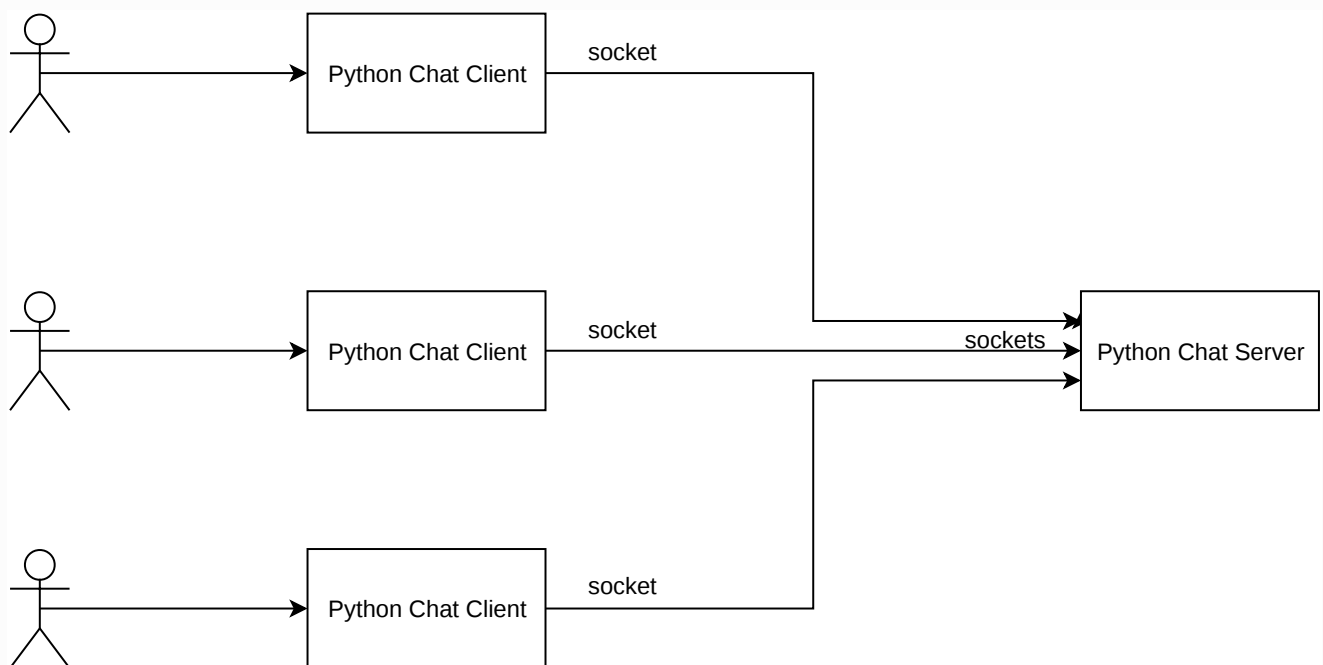 Python Chat Client
socket
Python Chat Client
socket
sockets
Python Chat Server
Python Chat Client
socket